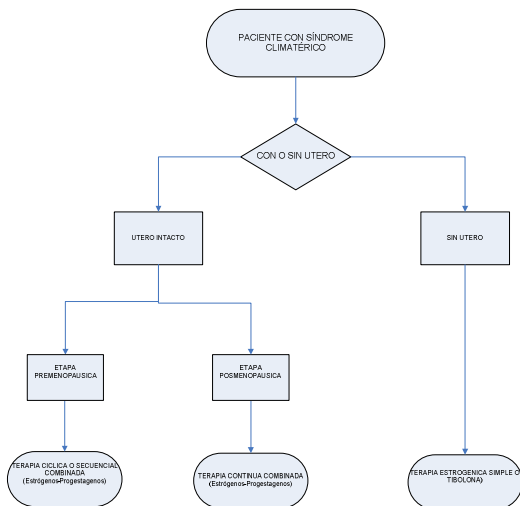 PACIENTE CON SÍNDROME
CLIMATÉRICO
CON O SIN UTERO
UTERO INTACTO
SIN UTERO
ETAPA
PREMENOPAUSICA
ETAPA
POSMENOPAUSICA
TERAPIA CICLICA O SECUENCIAL
COMBINADA
(Estrógenos-Progestagenos)
TERAPIA CONTINUA COMBINADA
(Estrógenos-Progestagenos)
TERAPIA ESTROGENICA SIMPLE O
TIBOLONA)